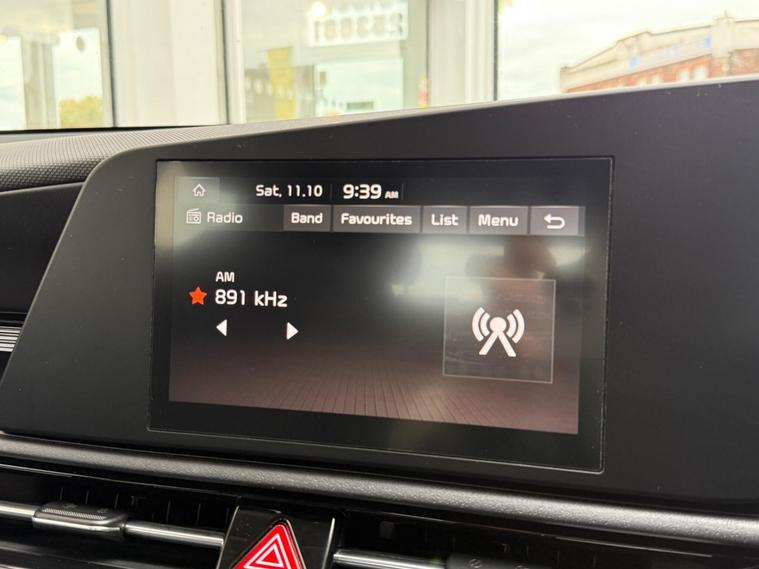 Sat, 11.10 9:39 AM
Radio Band Favourites List Menu
AM
891 kHz